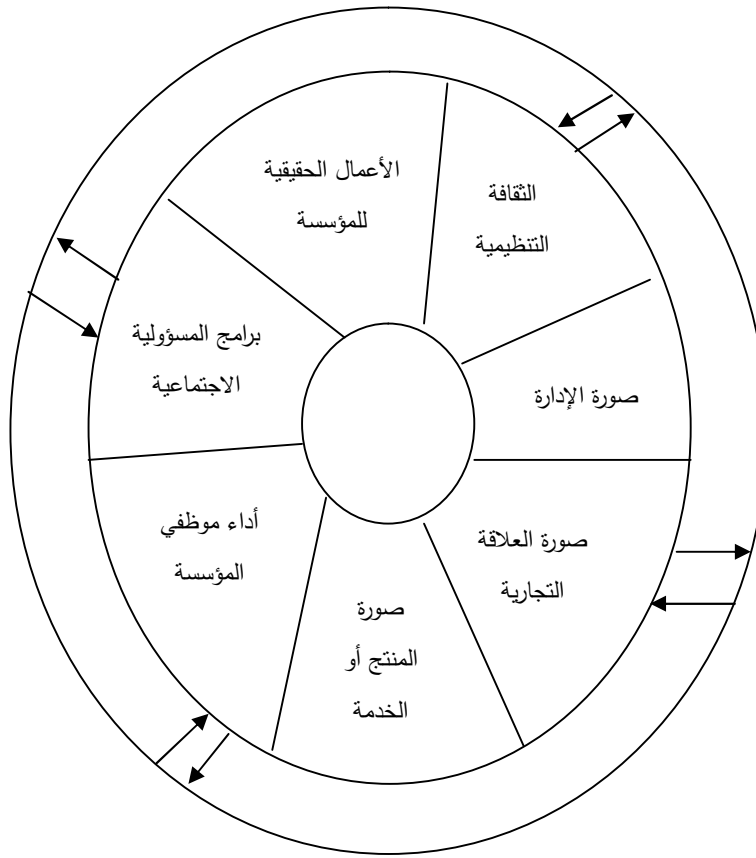 الأعمال الحقيقية
للمؤسسة
الثقافة
التنظيمية
صورة الإدارة
صورة العلاقة
التجارية
صورة
المنتج أو
الخدمة
أداء موظفي
المؤسسة
برامج المسؤولية
الاجتماعية